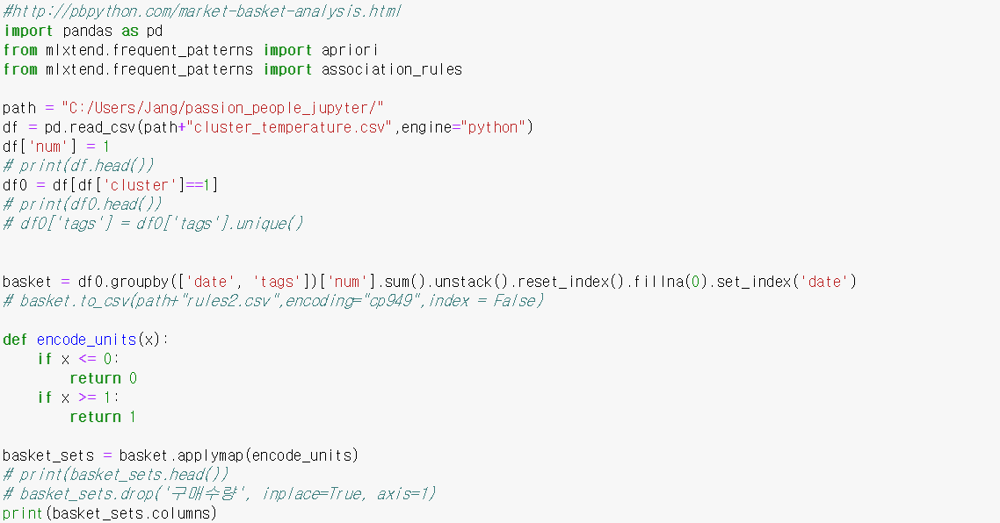 #http://pbpython.com/market-basket-analysis.html
import pandas as pd
from mlxtend.frequent_patterns import apriori
from mlxtend.frequent_patterns import association_rules
path = "C:/Users/Jang/passion_people_jupyter/"
df = pd.read_csv(path+"cluster_temperature.csv",engine="python")
df['num'] = 1
# print(df.head())
df0 = df[df['cluster']==1]
# print(df0.head())
# df0['tags'] = df0['tags'].unique()
basket = df0.groupby(['date', 'tags'])['num'].sum().unstack().reset_index().fillna(0).set_index('date')
# basket.to_csv(path+"rules2.csv",encoding="cp949",index = False)
def encode_units(x):
    if x <= 0:
        return 0
    if x >= 1:
        return 1
basket_sets = basket.applymap(encode_units)
# print(basket_sets.head())
# basket_sets.drop('구매수량', inplace=True, axis=1)
print(basket_sets.columns)